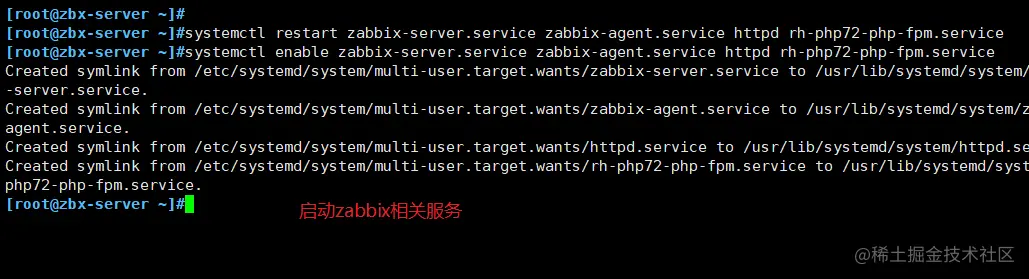 [root@zbx-server ~]#
[root@zbx-server ~]#systemctl restart zabbix-server.service zabbix-agent.service httpd rh-php72-php-fpm.service
[root@zbx-server ~]#systemctl enable zabbix-server.service zabbix-agent.service httpd rh-php72-php-fpm.service
Created symlink from /etc/systemd/system/multi-user.target.wants/zabbix-server.service to /usr/lib/systemd/system/
-server.service.
Created symlink from /etc/systemd/system/multi-user.target.wants/zabbix-agent.service to /usr/lib/systemd/system/z
agent.service.
Created symlink from /etc/systemd/system/multi-user.target.wants/httpd.service to /usr/lib/systemd/system/httpd.se
Created symlink from /etc/systemd/system/multi-user.target.wants/rh-php72-php-fpm.service to /usr/lib/systemd/syst
php72-php-fpm.service.
[root@zbx-server ~]#
启动zabbix相关服务
@稀土掘金技术社区